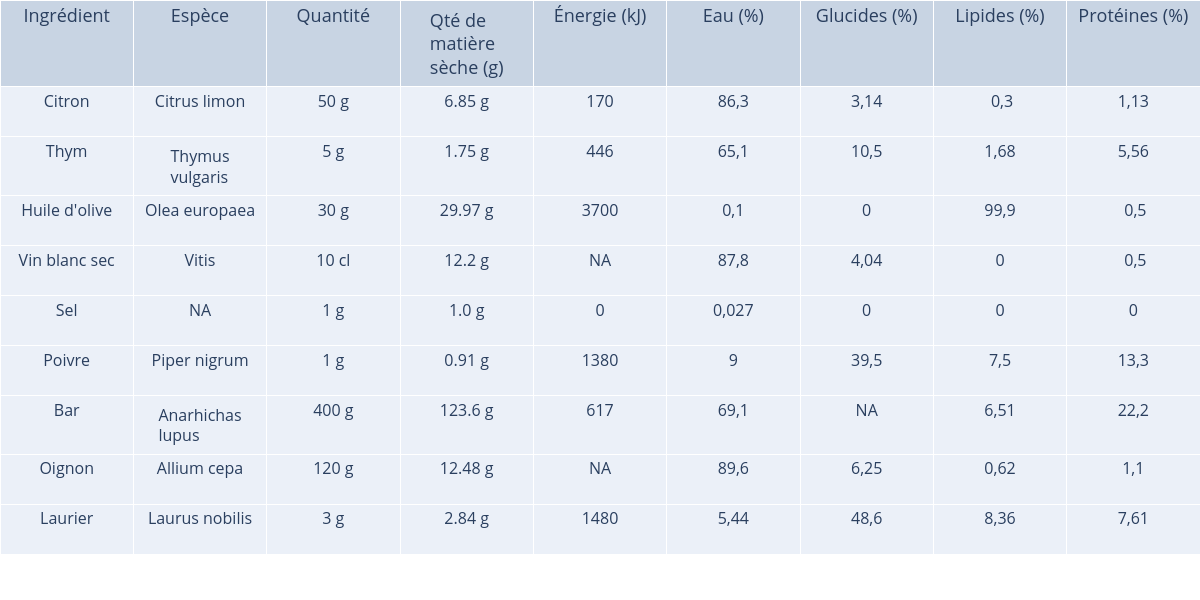 Ingrédient Espèce Quantité Qté de matière sèche (g) Énergie (kJ) Eau (%) Glucides (%) Lipides (%) Protéines (%)
Citron Citrus limon 50 g 6.85 g 170 86,3 3,14 0,3 1,13
Thym Thymus vulgaris 5 g 1.75 g 446 65,1 10,5 1,68 5,56
Huile d'olive Olea europaea 30 g 29.97 g 3700 0,1 0 99,9 0,5
Vin blanc sec Vitis 10 cl 12.2 g NA 87,8 4,04 0 0,5
Sel NA 1 g 1.0 g 0 0,027 0 0 0
Poivre Piper nigrum 1 g 0.91 g 1380 9 39,5 7,5 13,3
Bar Anarhichas lupus 400 g 123.6 g 617 69,1 NA 6,51 22,2
Oignon Allium cepa 120 g 12.48 g NA 89,6 6,25 0,62 1,1
Laurier Laurus nobilis 3 g 2.84 g 1480 5,44 48,6 8,36 7,61